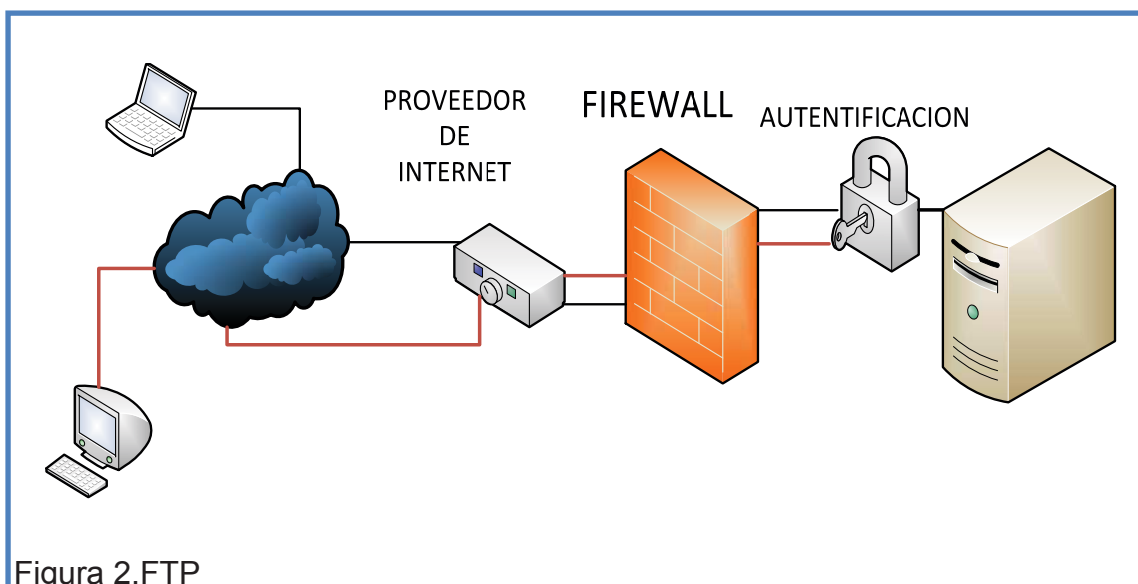 PROVEEDOR
DE
INTERNET
FIREWALL
AUTENTIFICACION
Figura 2.FTP